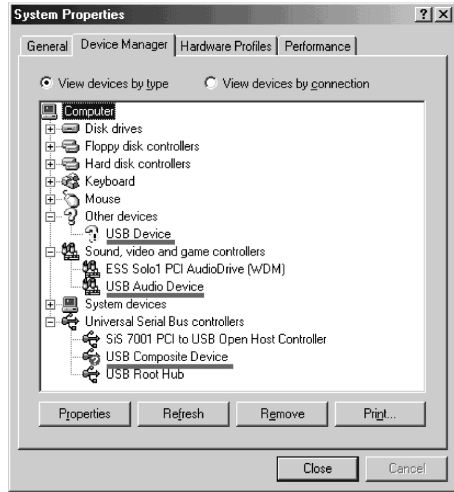 System Properties
General Device Manager Hardware Profiles Performance
View devices by type View devices by connection
Computer
Disk drives
Floppy disk controllers
Hard disk controllers
Keyboard
Mouse
Other devices
USB Device
Sound, video and game controllers
ESS Solo1 PCI AudioDrive (WDM)
USB Audio Device
System devices
Universal Serial Bus controllers
SiS 7001 PCI to USB Open Host Controller
USB Composite Device
USB Root Hub
Properties Refresh Remove Print...
Close Cancel